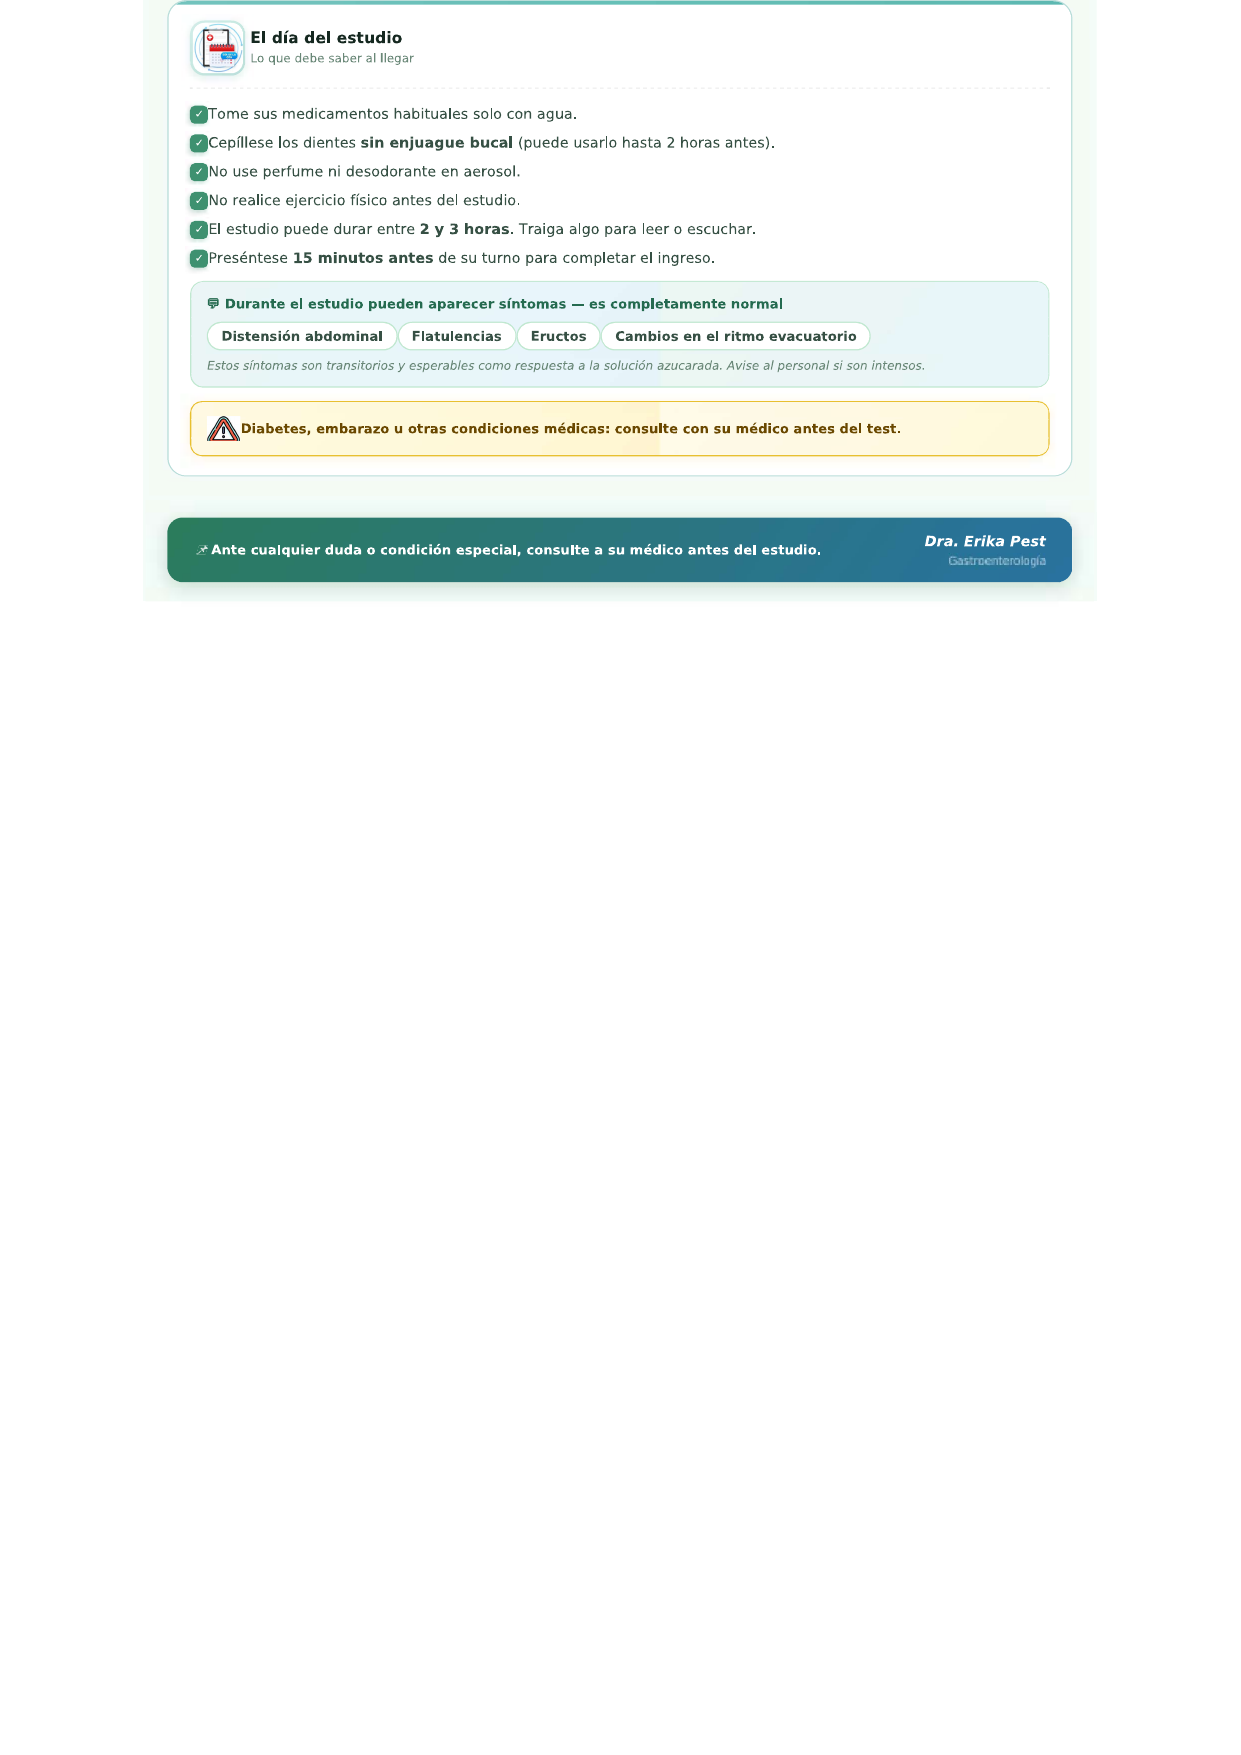 El día del estudio
Lo que debe saber al llegar
✓ Tome sus medicamentos habituales solo con agua.
✓ Cepíllese los dientes sin enjuague bucal (puede usarlo hasta 2 horas antes).
✓ No use perfume ni desodorante en aerosol.
✓ No realice ejercicio físico antes del estudio.
✓ El estudio puede durar entre 2 y 3 horas. Traiga algo para leer o escuchar.
✓ Preséntese 15 minutos antes de su turno para completar el ingreso.
💬 Durante el estudio pueden aparecer síntomas — es completamente normal
Distensión abdominal Flatulencias Eructos Cambios en el ritmo evacuatorio
Estos síntomas son transitorios y esperables como respuesta a la solución azucarada. Avise al personal si son intensos.
Diabetes, embarazo u otras condiciones médicas: consulte con su médico antes del test.
Ante cualquier duda o condición especial, consulte a su médico antes del estudio.
Dra. Erika Pest
Gastroenterología